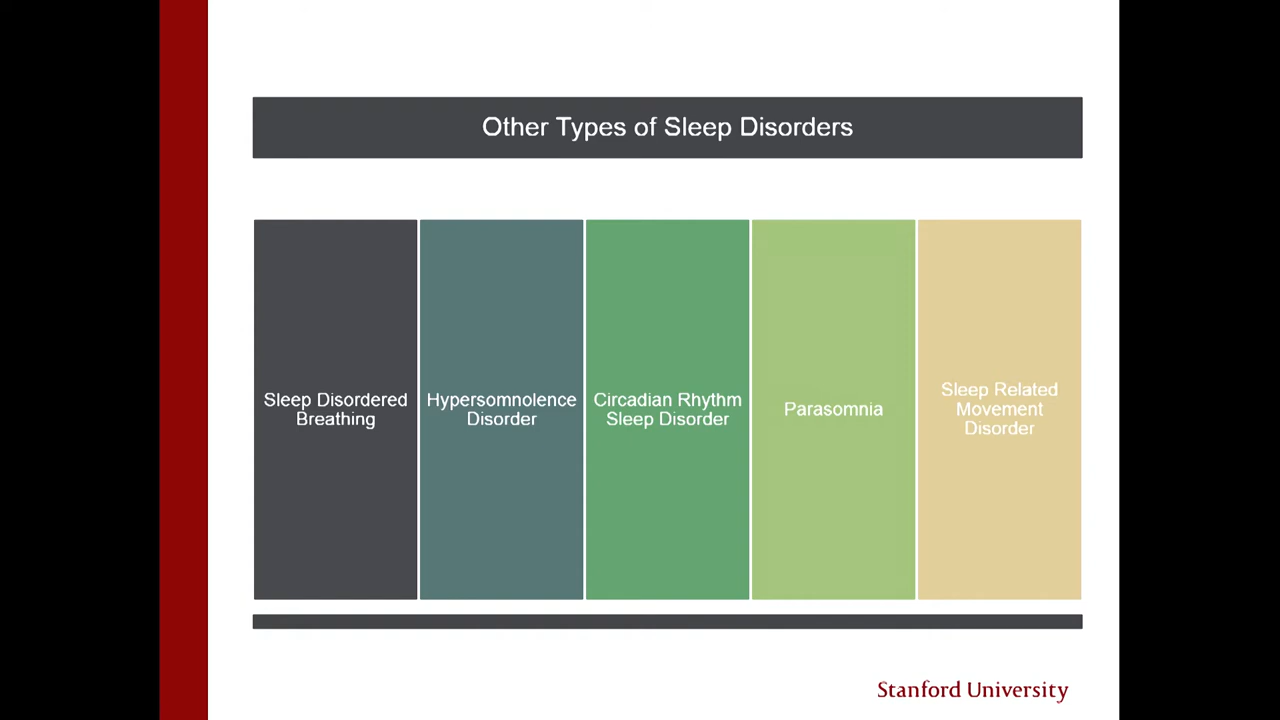 Other Types of Sleep Disorders
Sleep Disordered
Breathing
Hypersomnolence
Disorder
Circadian Rhythm
Sleep Disorder
Parasomnia
Sleep Related
Movement
Disorder
Stanford University